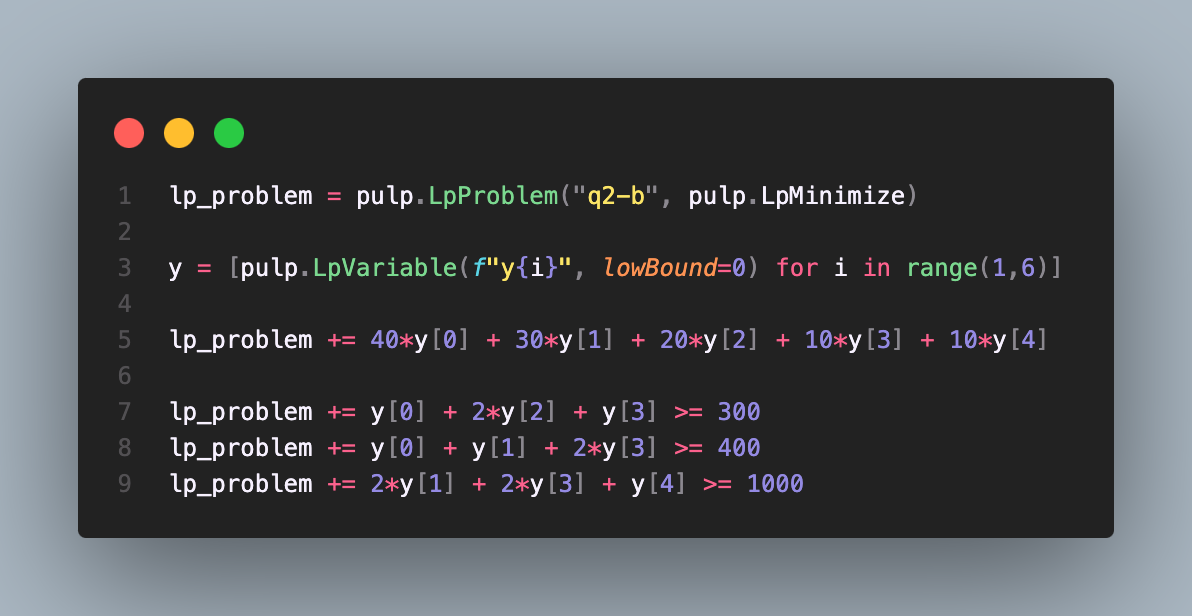 1 lp_problem = pulp.LpProblem("q2-b", pulp.LpMinimize)
2
3 y = [pulp.LpVariable(f"y{i}", lowBound=0) for i in range(1,6)]
4
5 lp_problem += 40*y[0] + 30*y[1] + 20*y[2] + 10*y[3] + 10*y[4]
6
7 lp_problem += y[0] + 2*y[2] + y[3] >= 300
8 lp_problem += y[0] + y[1] + 2*y[3] >= 400
9 lp_problem += 2*y[1] + 2*y[3] + y[4] >= 1000